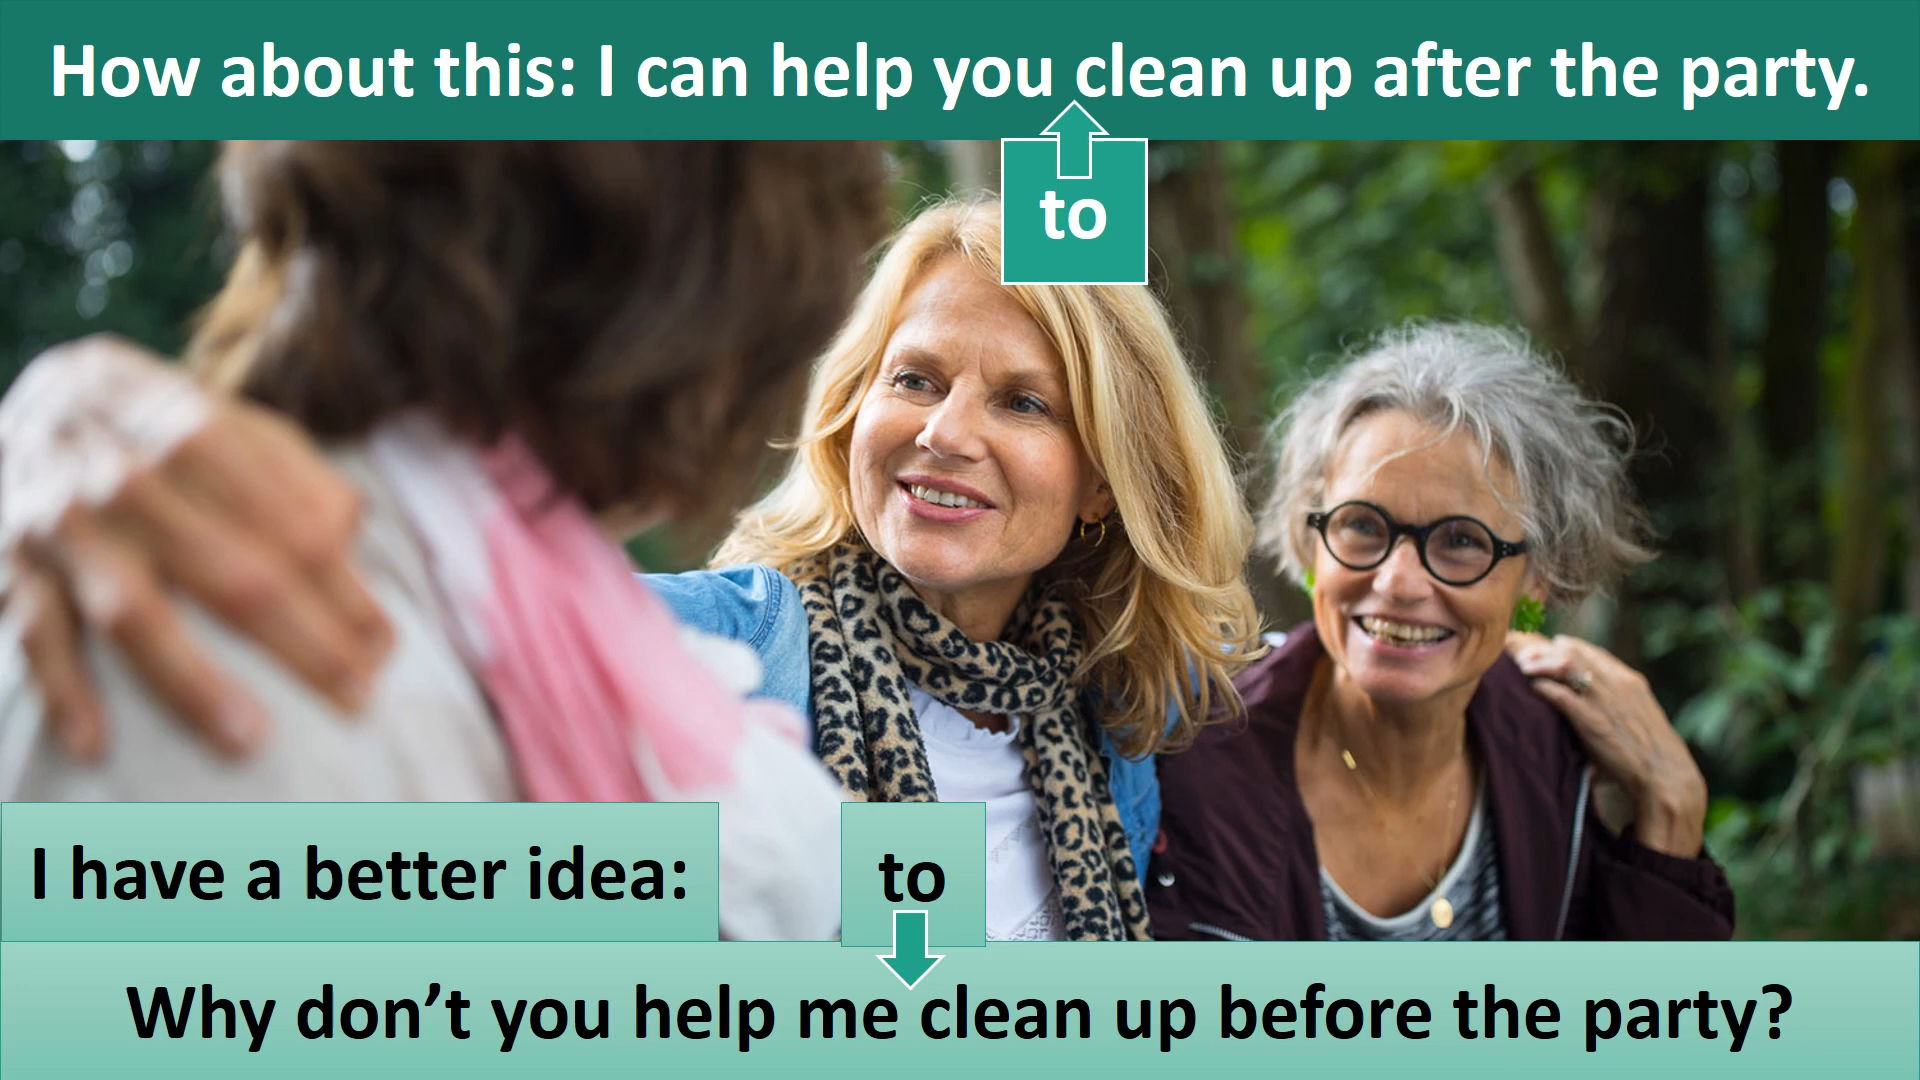 How about this: I can help you clean up after the party.
to
I have a better idea:
to
Why don’t you help me clean up before the party?